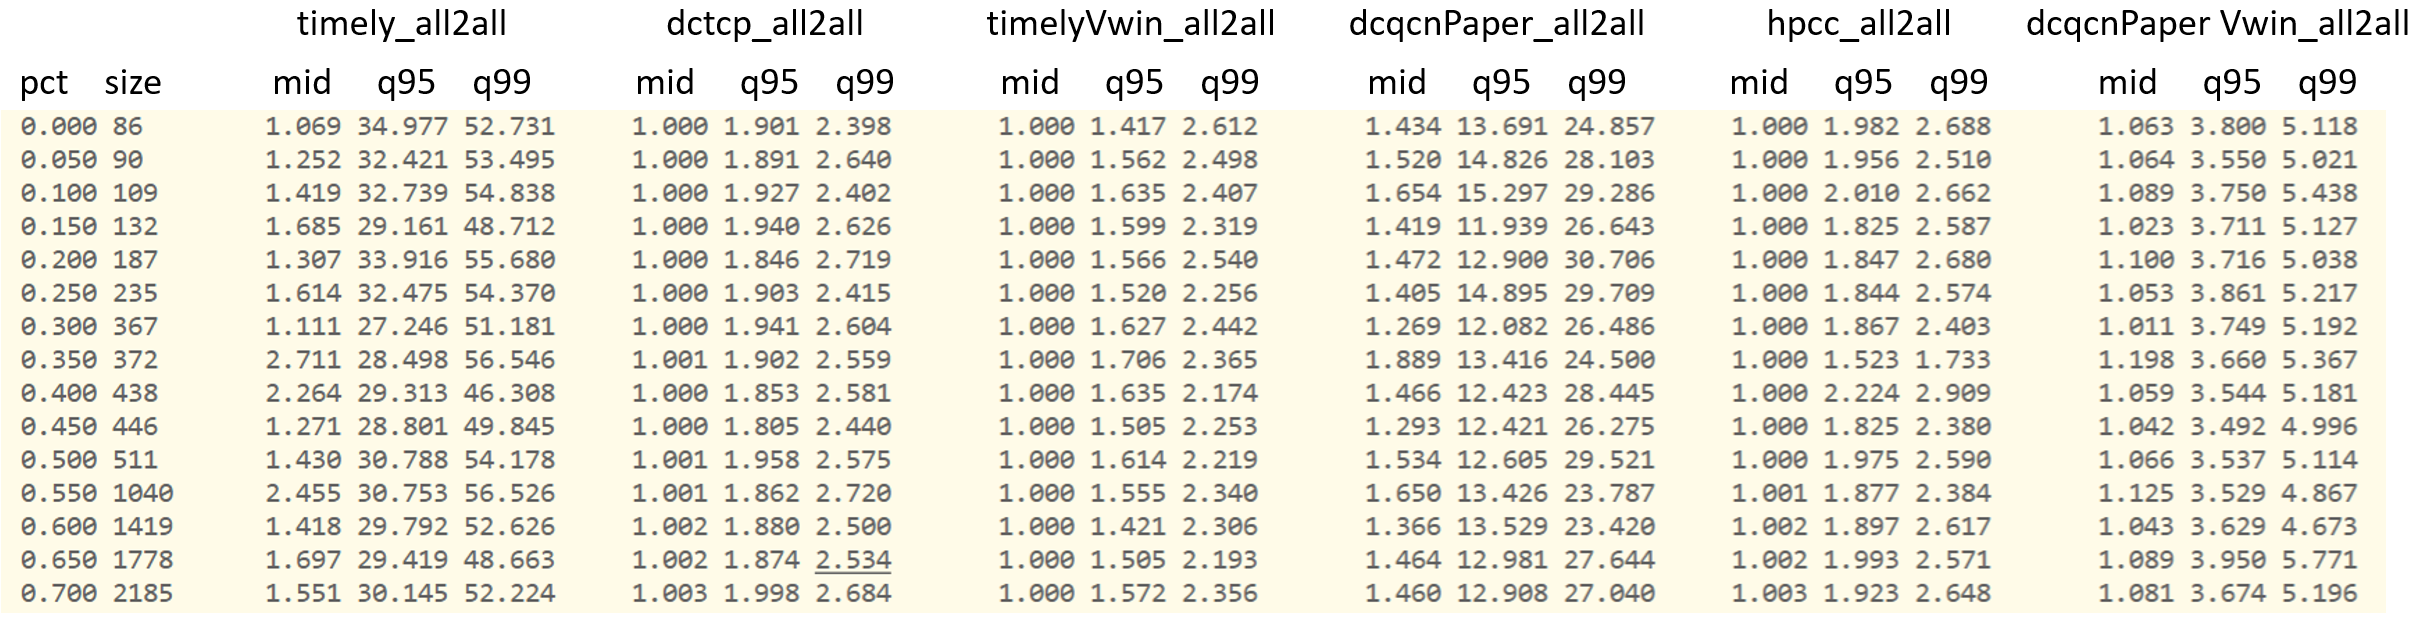 timely_all2all dctcp_all2all timelyVwin_all2all dcqcnPaper_all2all hpcc_all2all dcqcnPaper Vwin_all2all
pct size mid q95 q99 mid q95 q99 mid q95 q99 mid q95 q99 mid q95 q99 mid q95 q99
0.000 86 1.069 34.977 52.731 1.000 1.901 2.398 1.000 1.417 2.612 1.434 13.691 24.857 1.000 1.982 2.688 1.063 3.800 5.118
0.050 90 1.252 32.421 53.495 1.000 1.891 2.640 1.000 1.562 2.498 1.520 14.826 28.103 1.000 1.956 2.510 1.064 3.550 5.021
0.100 109 1.419 32.739 54.838 1.000 1.927 2.402 1.000 1.635 2.407 1.654 15.297 29.286 1.000 2.010 2.662 1.089 3.750 5.438
0.150 132 1.685 29.161 48.712 1.000 1.940 2.626 1.000 1.599 2.319 1.419 11.939 26.643 1.000 1.825 2.587 1.023 3.711 5.127
0.200 187 1.307 33.916 55.680 1.000 1.846 2.719 1.000 1.566 2.540 1.472 12.900 30.706 1.000 1.847 2.680 1.100 3.716 5.038
0.250 235 1.614 32.475 54.370 1.000 1.903 2.415 1.000 1.520 2.256 1.405 14.895 29.709 1.000 1.844 2.574 1.053 3.861 5.217
0.300 367 1.111 27.246 51.181 1.000 1.941 2.604 1.000 1.627 2.442 1.269 12.082 26.486 1.000 1.867 2.403 1.011 3.749 5.192
0.350 372 2.711 28.498 56.546 1.001 1.902 2.559 1.000 1.706 2.365 1.889 13.416 24.500 1.000 1.523 1.733 1.198 3.660 5.367
0.400 438 2.264 29.313 46.308 1.000 1.853 2.581 1.000 1.635 2.174 1.466 12.423 28.445 1.000 2.224 2.909 1.059 3.544 5.181
0.450 446 1.271 28.801 49.845 1.000 1.805 2.440 1.000 1.505 2.253 1.293 12.421 26.275 1.000 1.825 2.380 1.042 3.492 4.996
0.500 511 1.430 30.788 54.178 1.001 1.958 2.575 1.000 1.614 2.219 1.534 12.605 29.521 1.000 1.975 2.590 1.066 3.537 5.114
0.550 1040 2.455 30.753 56.526 1.001 1.862 2.720 1.000 1.555 2.340 1.650 13.426 23.787 1.001 1.877 2.384 1.125 3.529 4.867
0.600 1419 1.418 29.792 52.626 1.002 1.880 2.500 1.000 1.421 2.306 1.366 13.529 23.420 1.002 1.897 2.617 1.043 3.629 4.673
0.650 1778 1.697 29.419 48.663 1.002 1.874 2.534 1.000 1.505 2.193 1.464 12.981 27.644 1.002 1.993 2.571 1.089 3.950 5.771
0.700 2185 1.551 30.145 52.224 1.003 1.998 2.684 1.000 1.572 2.356 1.460 12.908 27.040 1.003 1.923 2.648 1.081 3.674 5.196